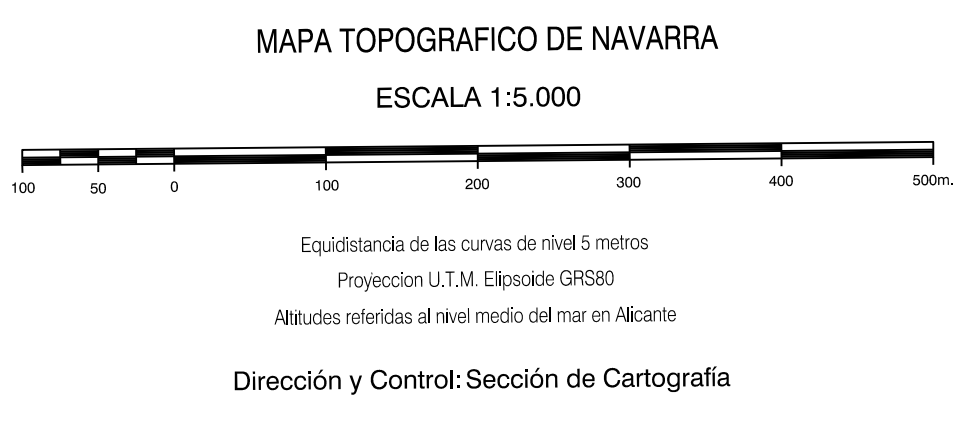 MAPA TOPOGRAFICO DE NAVARRA
ESCALA 1:5.000
100 50 0 100 200 300 400 500m.
Equidistancia de las curvas de nivel 5 metros
Proyeccion U.T.M. Elipsoide GRS80
Altitudes referidas al nivel medio del mar en Alicante
Dirección y Control: Sección de Cartografía